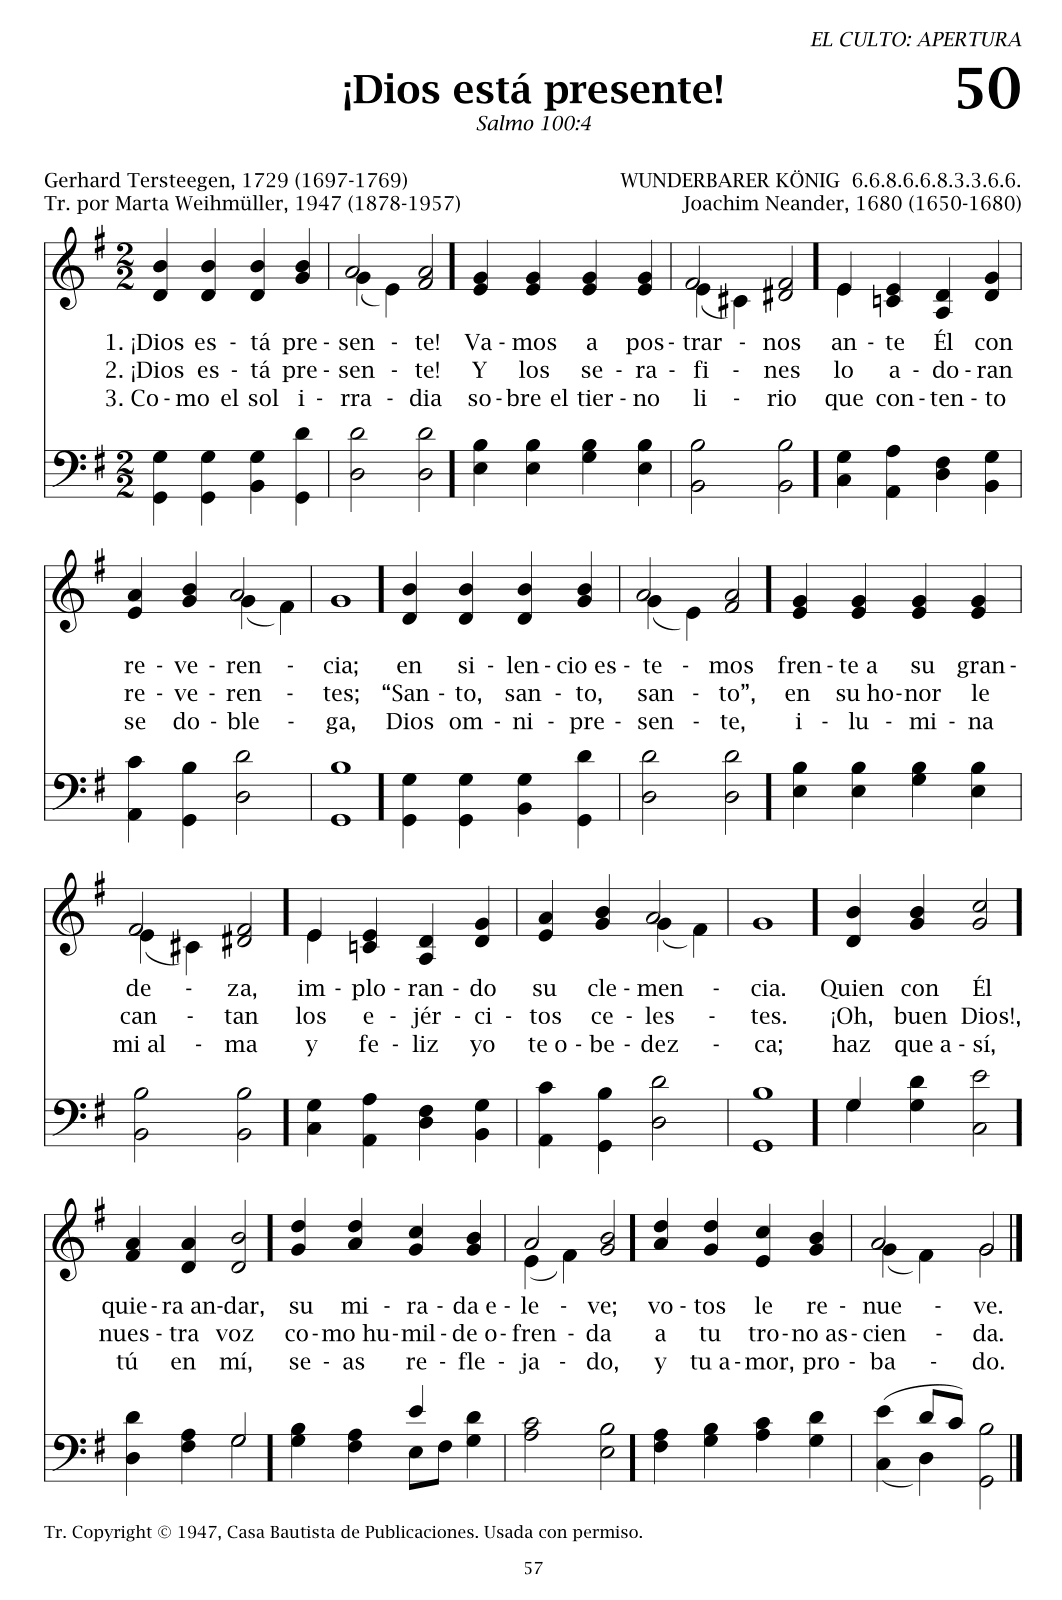 EL CULTO: APERTURA
¡Dios está presente!
50
Salmo 100:4
Gerhard Tersteegen, 1729 (1697-1769)
WUNDERBARER KÖNIG 6.6.8.6.6.8.3.3.6.6.
Tr. por Marta Weihmüller, 1947 (1878-1957)
Joachim Neander, 1680 (1650-1680)
1. ¡Dios es - tá pre - sen - te! Va - mos a pos - trar - nos an - te Él con
2. ¡Dios es - tá pre - sen - te! Y los se - ra - fi - nes lo a - do - ran
3. Co - mo el sol i - rra - dia so - bre el tier - no li - rio que con - ten - to
re - ve - ren - cia; en si - len - cio es - te - mos fren - te a su gran -
re - ve - ren - tes; “San - to, san - to, san - to”, en su ho - nor le
se do - ble - ga, Dios om - ni - pre - sen - te, i - lu - mi - na
de - za, im - plo - ran - do su cle - men - cia. Quien con Él
can - tan los e - jér - ci - tos ce - les - tes. ¡Oh, buen Dios!,
mi al - ma y fe - liz yo te o - be - dez - ca; haz que a - sí,
quie - ra an - dar, su mi - ra - da e - le - ve; vo - tos le re - nue - ve.
nues - tra voz co - mo hu - mil - de o - fren - da a tu tro - no as - cien - da.
tú en mí, se - as re - fle - ja - do, y tu a - mor, pro - ba - do.
Tr. Copyright © 1947, Casa Bautista de Publicaciones. Usada con permiso.
57